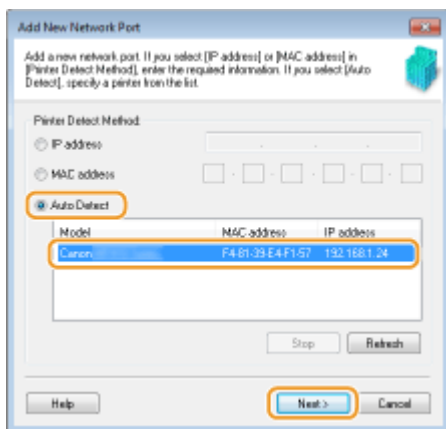 Add New Network Port
Add a new network port. If you select [IP address] or [MAC address] in
[Printer Detect Method], enter the required information. If you select [Auto
Detect], specify a printer from the list.
Printer Detect Method
IP address
MAC address
Auto Detect
Model MAC address IP address
Canon F4-81-39-E4-F1-57 192.168.1.24
Stop Refresh
Help Next > Cancel